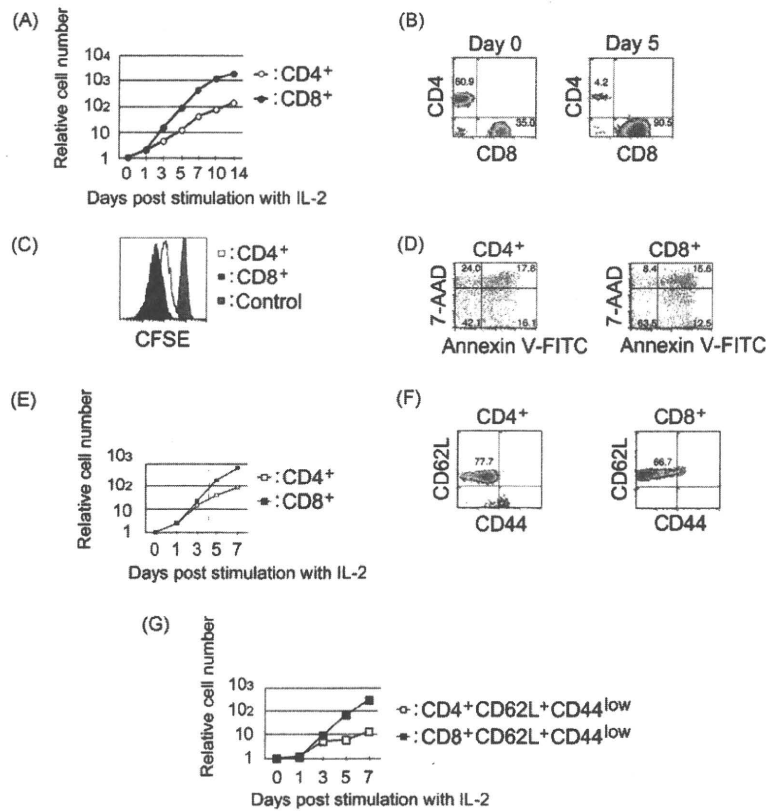 (A)
Relative cell number
10⁴
10³
10²
10
1
0 1 3 5 7 10 14
Days post stimulation with IL-2
:CD4⁺
:CD8⁺
(B)
Day 0
Day 5
CD4
60.9
35.0
CD8
CD4
4.2
90.5
CD8
(C)
CFSE
:CD4⁺
:CD8⁺
:Control
(D)
CD4⁺
CD8⁺
7-AAD
24.0 17.8
42.1 16.1
Annexin V-FITC
7-AAD
8.4 15.6
63.5 12.5
Annexin V-FITC
(E)
Relative cell number
10³
10²
10
1
0 1 3 5 7
Days post stimulation with IL-2
:CD4⁺
:CD8⁺
(F)
CD4⁺
CD8⁺
CD62L
77.7
CD44
CD62L
66.7
CD44
(G)
Relative cell number
10³
10²
10
1
0 1 3 5 7
Days post stimulation with IL-2
:CD4⁺CD62L⁺CD44ˡᵒʷ
:CD8⁺CD62L⁺CD44ˡᵒʷ